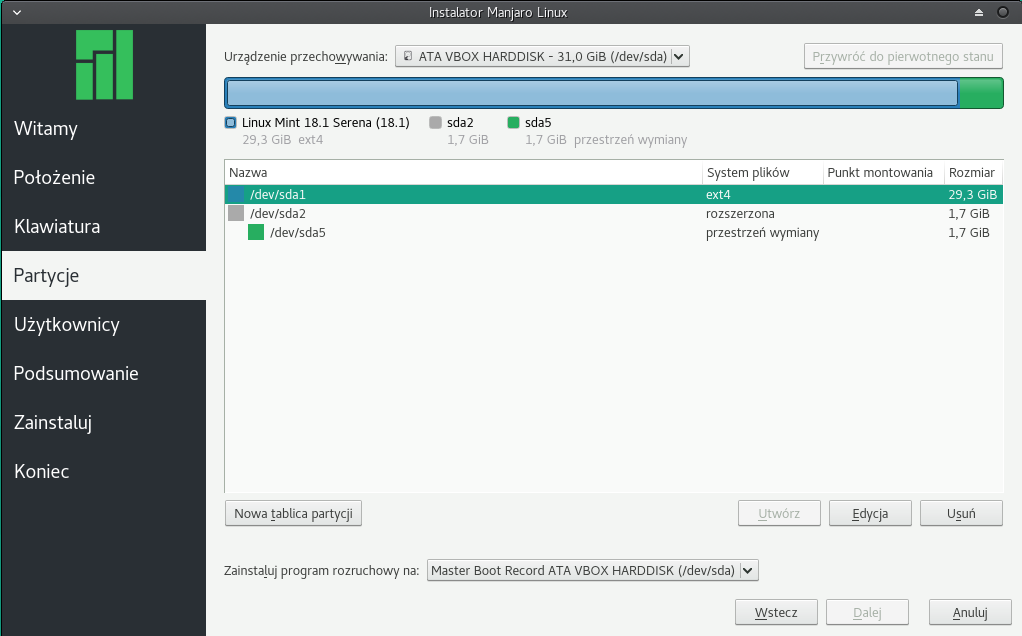 Instalator Manjaro Linux
Witamy
Położenie
Klawiatura
Partycje
Użytkownicy
Podsumowanie
Zainstaluj
Koniec
Urządzenie przechowywania: ATA VBOX HARDDISK - 31,0 GiB (/dev/sda) Przywróć do pierwotnego stanu
Linux Mint 18.1 Serena (18.1) sda2 sda5
29,3 GiB ext4 1,7 GiB 1,7 GiB przestrzeń wymiany
Nazwa System plików Punkt montowania Rozmiar
/dev/sda1 ext4 29,3 GiB
/dev/sda2 rozszerzona 1,7 GiB
/dev/sda5 przestrzeń wymiany 1,7 GiB
Nowa tablica partycji Utwórz Edycja Usuń
Zainstaluj program rozruchowy na: Master Boot Record ATA VBOX HARDDISK (/dev/sda)
Wstecz Dalej Anuluj